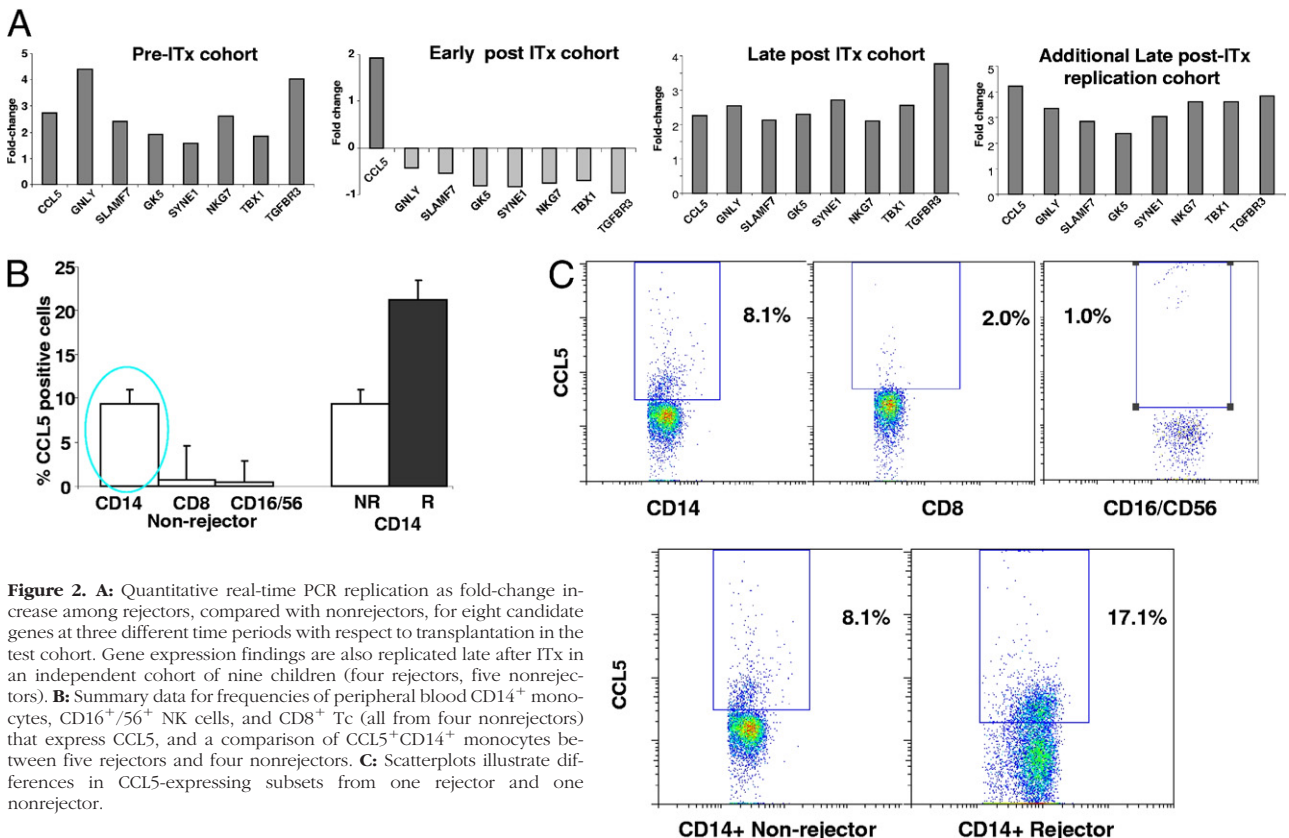 A
Pre-ITx cohort
Fold-change
5
4
3
2
1
0
CCL5
GNLY
SLAMF7
GK5
SYNE1
NKG7
TBX1
TGFBR3
Early post ITx cohort
Fold change
2
1
0
-1
CCL5
GNLY
SLAMF7
GK5
SYNE1
NKG7
TBX1
TGFBR3
Late post ITx cohort
Fold change
4
3
2
1
0
CCL5
GNLY
SLAMF7
GK5
SYNE1
NKG7
TBX1
TGFBR3
Additional Late post-ITx
replication cohort
Fold change
5
4
3
2
1
0
CCL5
GNLY
SLAMF7
GK5
SYNE1
NKG7
TBX1
TGFBR3
B
% CCL5 positive cells
25
20
15
10
5
0
CD14 CD8 CD16/56
Non-rejector
NR R
CD14
C
CCL5
8.1%
CD14
2.0%
CD8
1.0%
CD16/CD56
CCL5
8.1%
CD14+ Non-rejector
17.1%
CD14+ Rejector
Figure 2. A: Quantitative real-time PCR replication as fold-change in-
crease among rejectors, compared with nonrejectors, for eight candidate
genes at three different time periods with respect to transplantation in the
test cohort. Gene expression findings are also replicated late after ITx in
an independent cohort of nine children (four rejectors, five nonrejec-
tors). B: Summary data for frequencies of peripheral blood CD14+ mono-
cytes, CD16+/56+ NK cells, and CD8+ Tc (all from four nonrejectors)
that express CCL5, and a comparison of CCL5+CD14+ monocytes be-
tween five rejectors and four nonrejectors. C: Scatterplots illustrate dif-
ferences in CCL5-expressing subsets from one rejector and one
nonrejector.